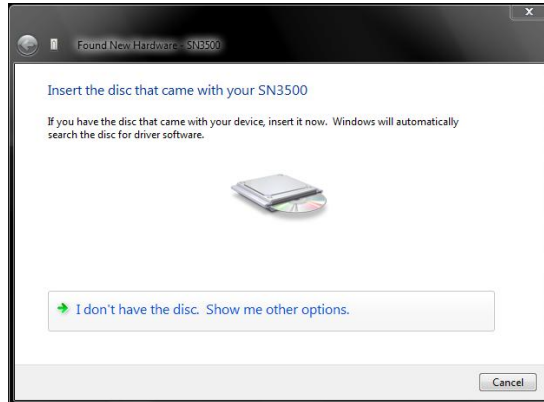 x
Found New Hardware - SN3500
Insert the disc that came with your SN3500
If you have the disc that came with your device, insert it now.  Windows will automatically
search the disc for driver software.
I don't have the disc.  Show me other options.
Cancel